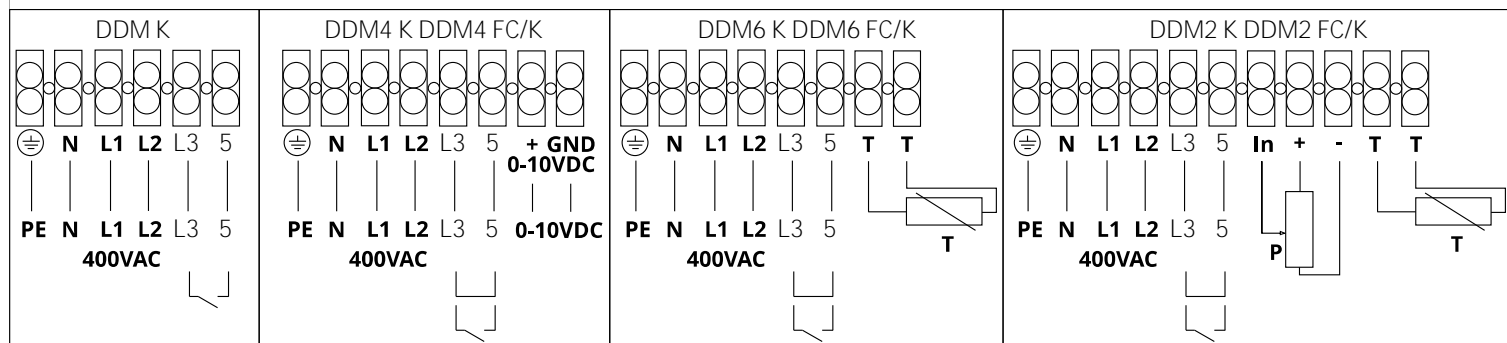 DDM K
N L1 L2 L3 5
PE N L1 L2 L3 5
400VAC
DDM4 K DDM4 FC/K
N L1 L2 L3 5 + GND
0-10VDC
PE N L1 L2 L3 5 0-10VDC
400VAC
DDM6 K DDM6 FC/K
N L1 L2 L3 5 T T
PE N L1 L2 L3 5
T
400VAC
DDM2 K DDM2 FC/K
N L1 L2 L3 5 In + - T T
PE N L1 L2 L3 5
P
T
400VAC